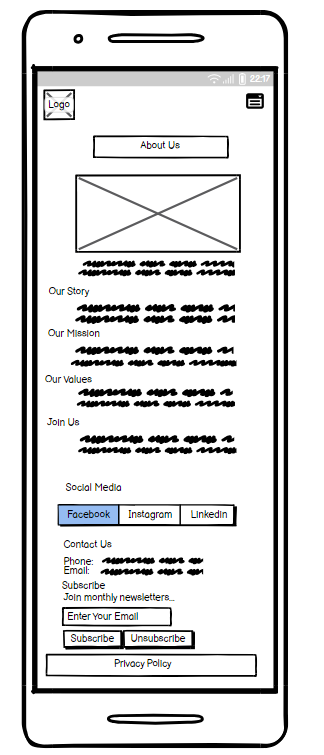 22:17
Logo
About Us
Our Story
Our Mission
Our Values
Join Us
Social Media
Facebook Instagram Linkedin
Contact Us
Phone:
Email:
Subscribe
Join monthly newsletters...
Enter Your Email
Subscribe Unsubscribe
Privacy Policy